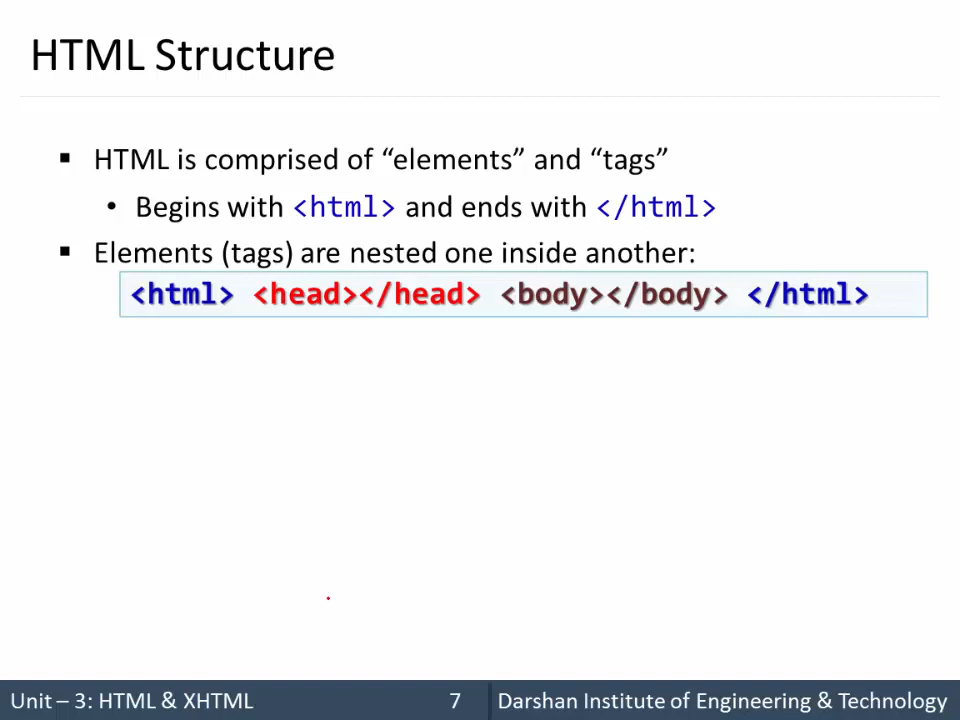 HTML Structure
▪ HTML is comprised of “elements” and “tags”
• Begins with <html> and ends with </html>
▪ Elements (tags) are nested one inside another:
<html> <head></head> <body></body> </html>
Unit – 3: HTML & XHTML 7 Darshan Institute of Engineering & Technology